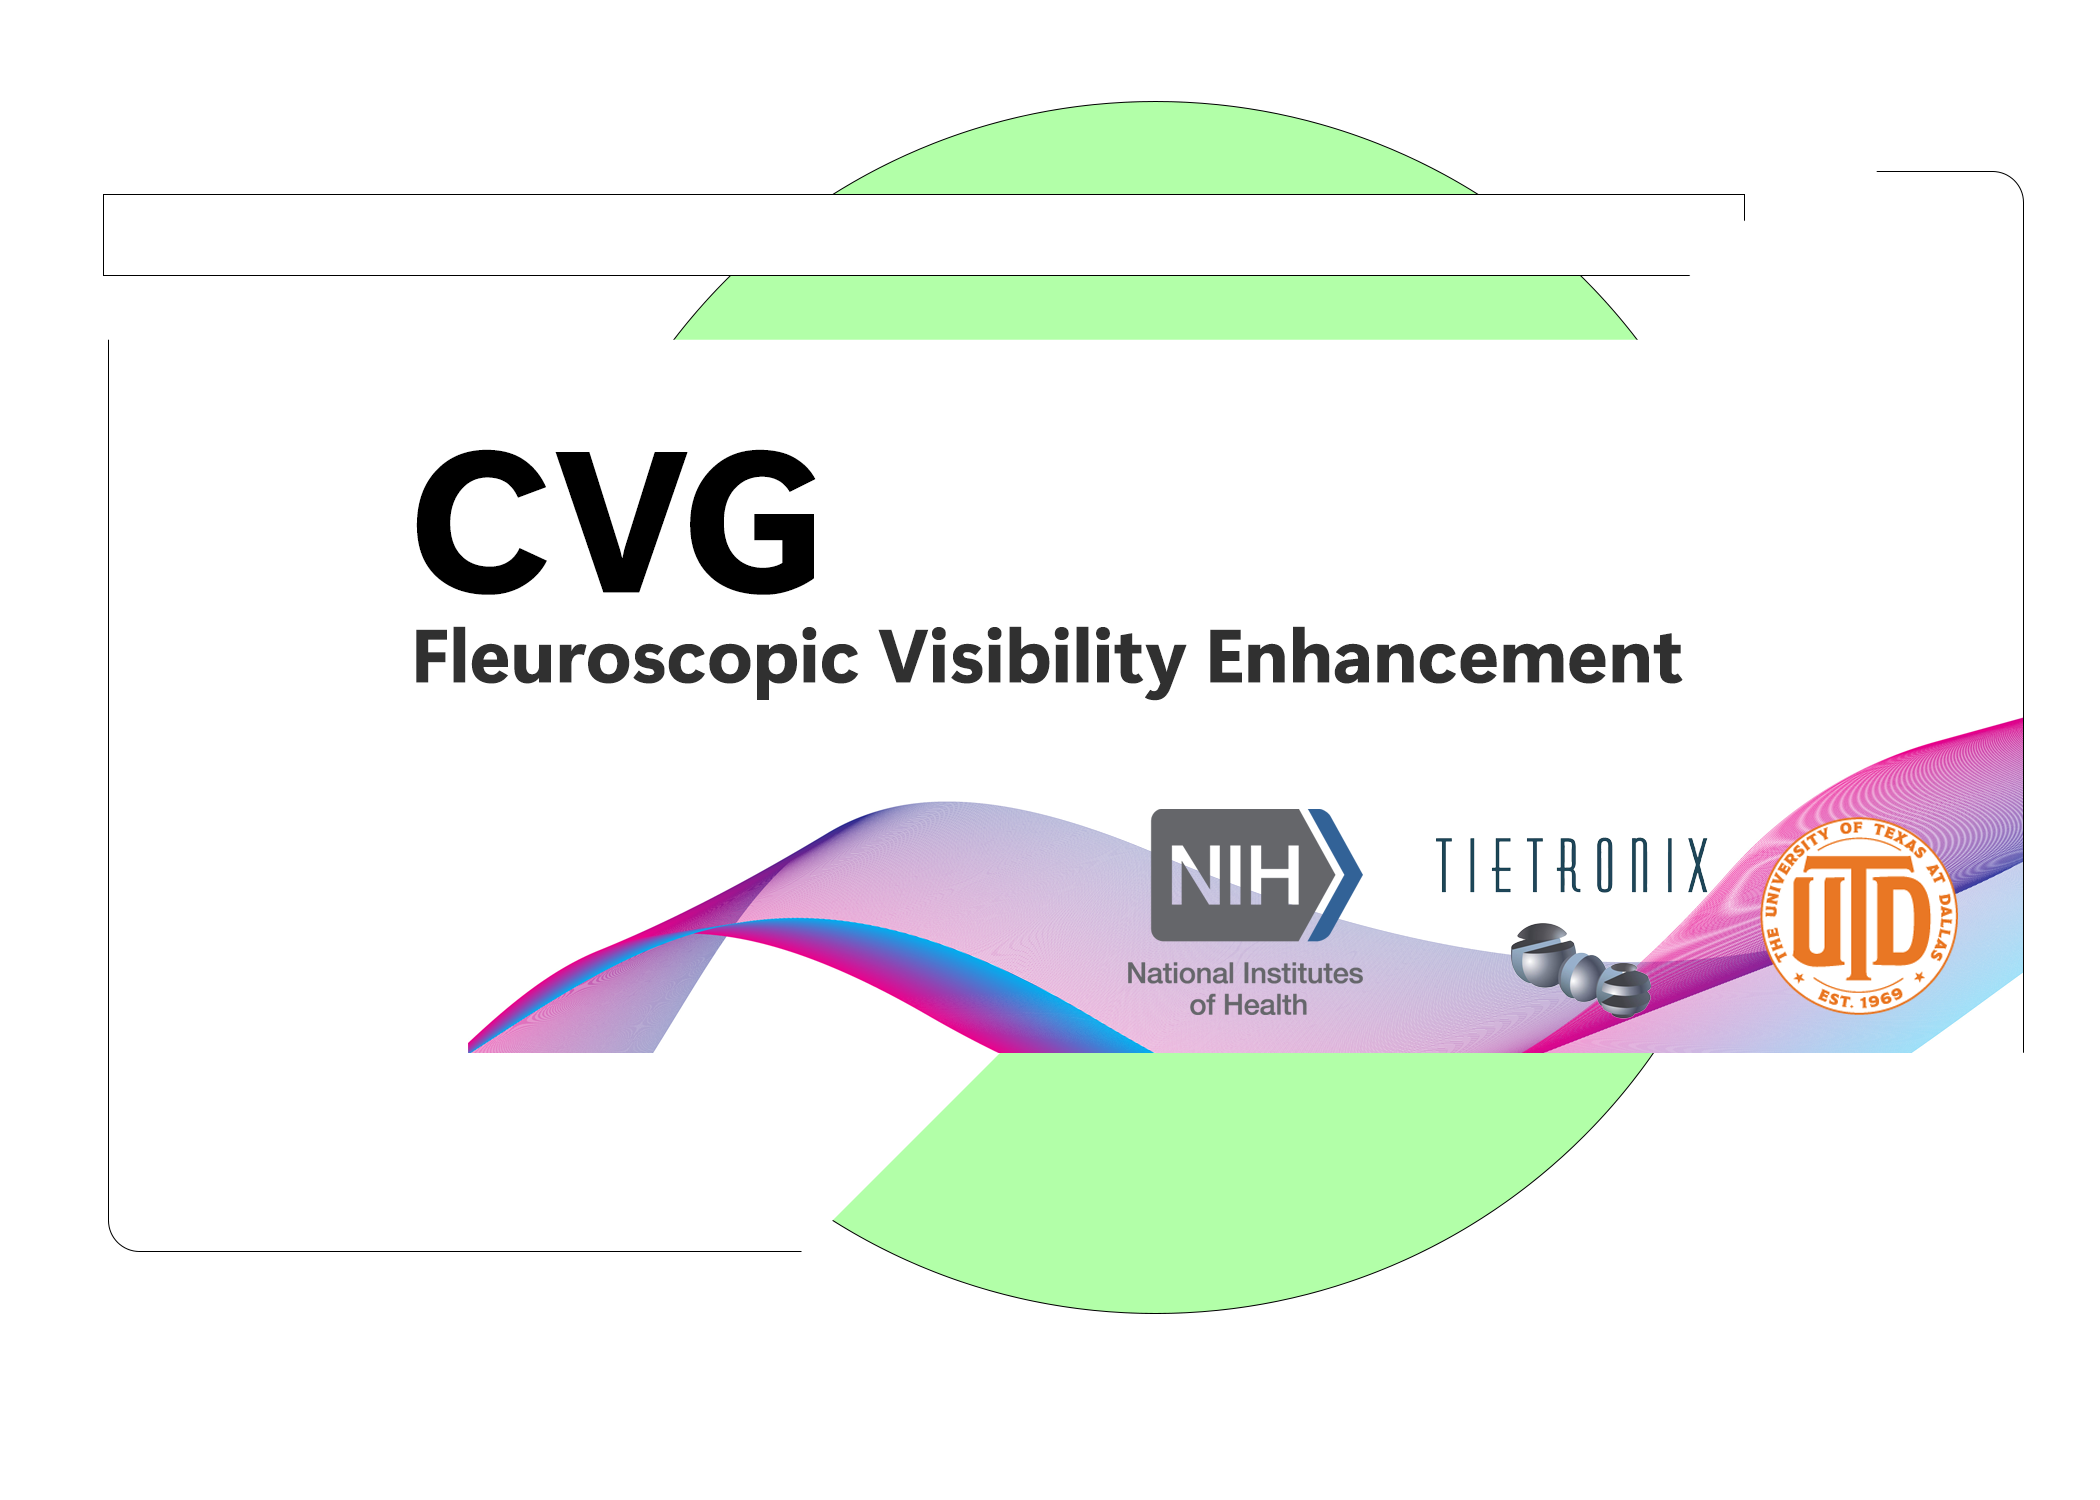 CVG
Fleuroscopic Visibility Enhancement
NIH
National Institutes
of Health
TIETRONIX
THE UNIVERSITY OF TEXAS AT DALLAS
UTD
EST. 1969